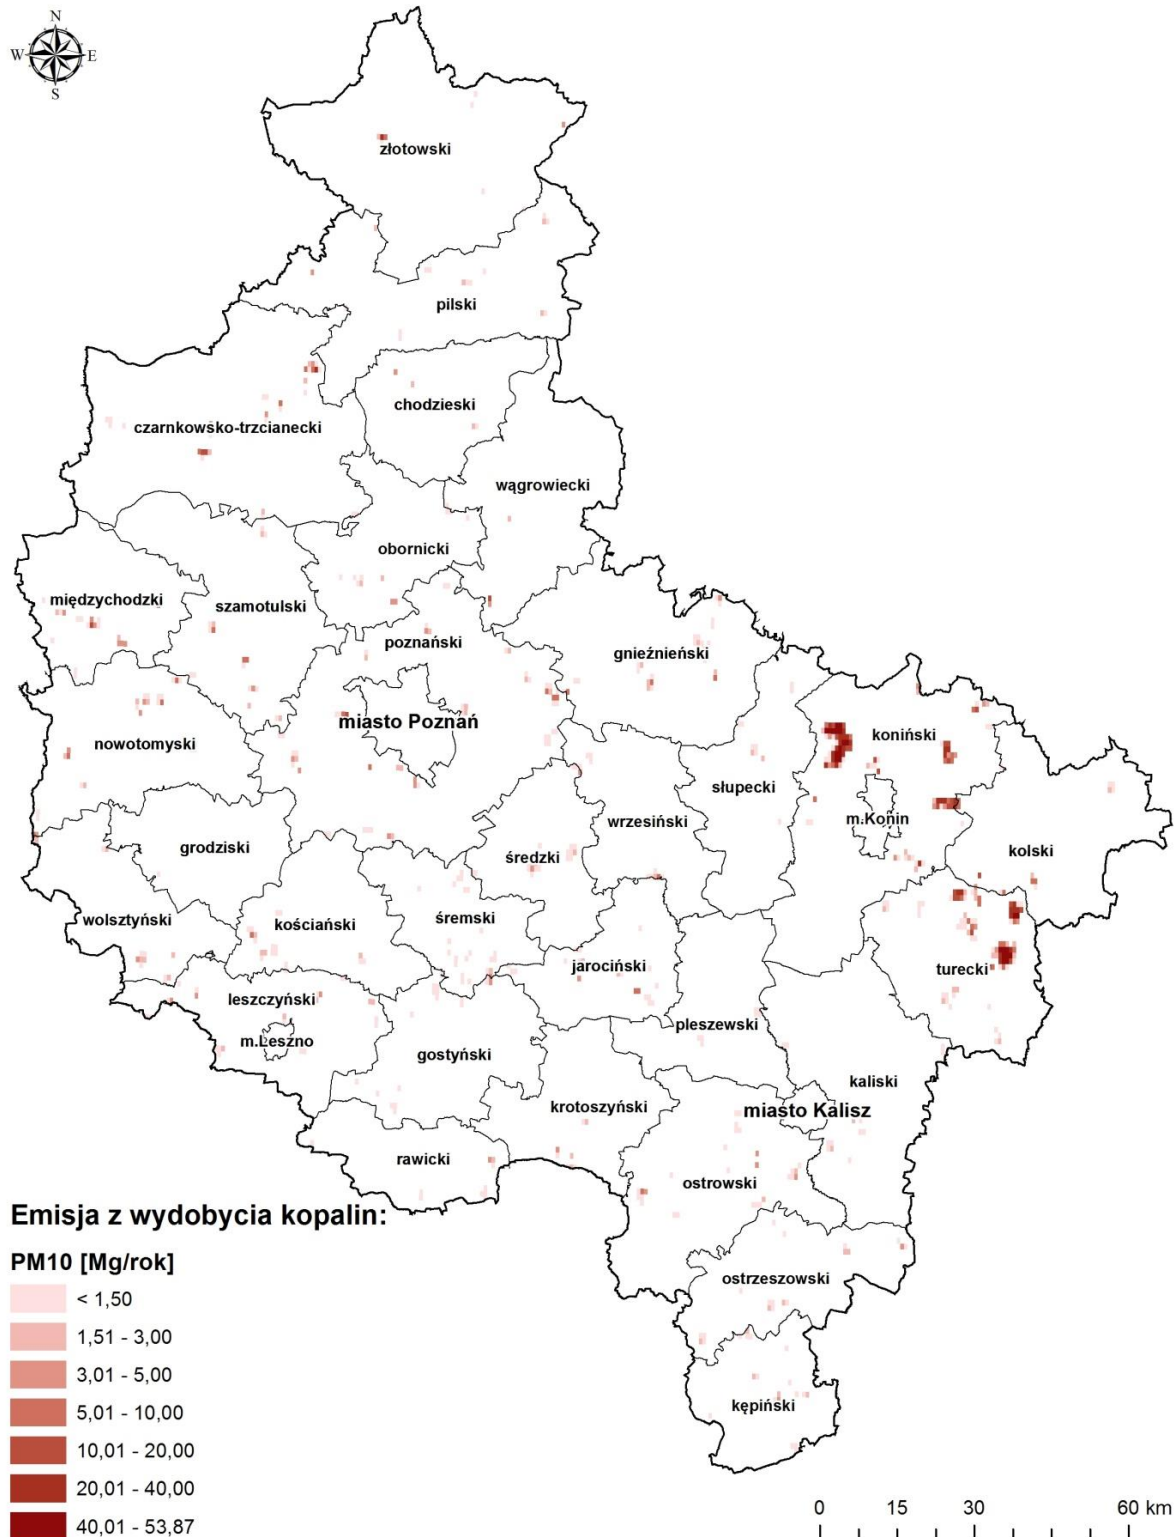 N
W E
S
złotowski
pilski
chodzieski
czarnkowsko-trzcianecki
wągrowiecki
obornicki
międzychodzki
szamotulski
poznański
gnieźnieński
miasto Poznań
nowotomyski
koniński
słupecki
m.Konin
wrzesiński
grodziski
średzki
kolski
wolsztyński
kościański
śremski
jarociński
turecki
leszczyński
pleszewski
m.Leszno
gostyński
kaliski
krotoszyński
miasto Kalisz
rawicki
ostrowski
ostrzeszowski
kępiński
Emisja z wydobycia kopalin:
PM10 [Mg/rok]
< 1,50
1,51 - 3,00
3,01 - 5,00
5,01 - 10,00
10,01 - 20,00
20,01 - 40,00
40,01 - 53,87
0 15 30 60 km